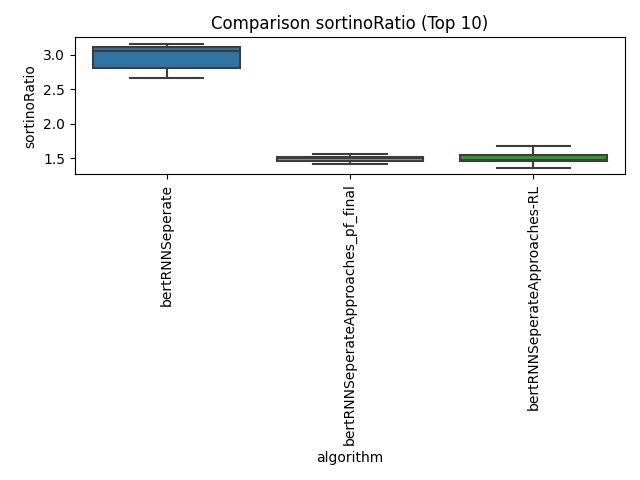 Comparison sortinoRatio (Top 10)
sortinoRatio
3.0
2.5
2.0
1.5
bertRNNSeperate
bertRNNSeperateApproaches_pf_final
bertRNNSeperateApproaches-RL
algorithm